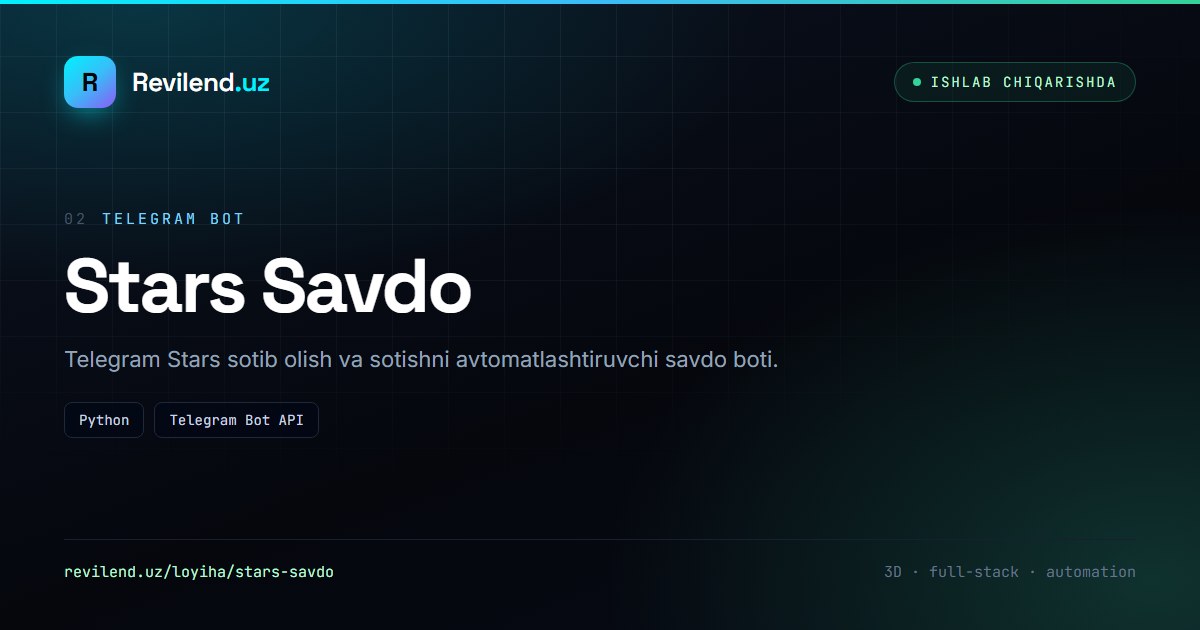 R Revilend.uz
ISHLAB CHIQARISHDA
02 TELEGRAM BOT
Stars Savdo
Telegram Stars sotib olish va sotishni avtomatlashtiruvchi savdo boti.
Python Telegram Bot API
revilend.uz/loyiha/stars-savdo
3D · full-stack · automation